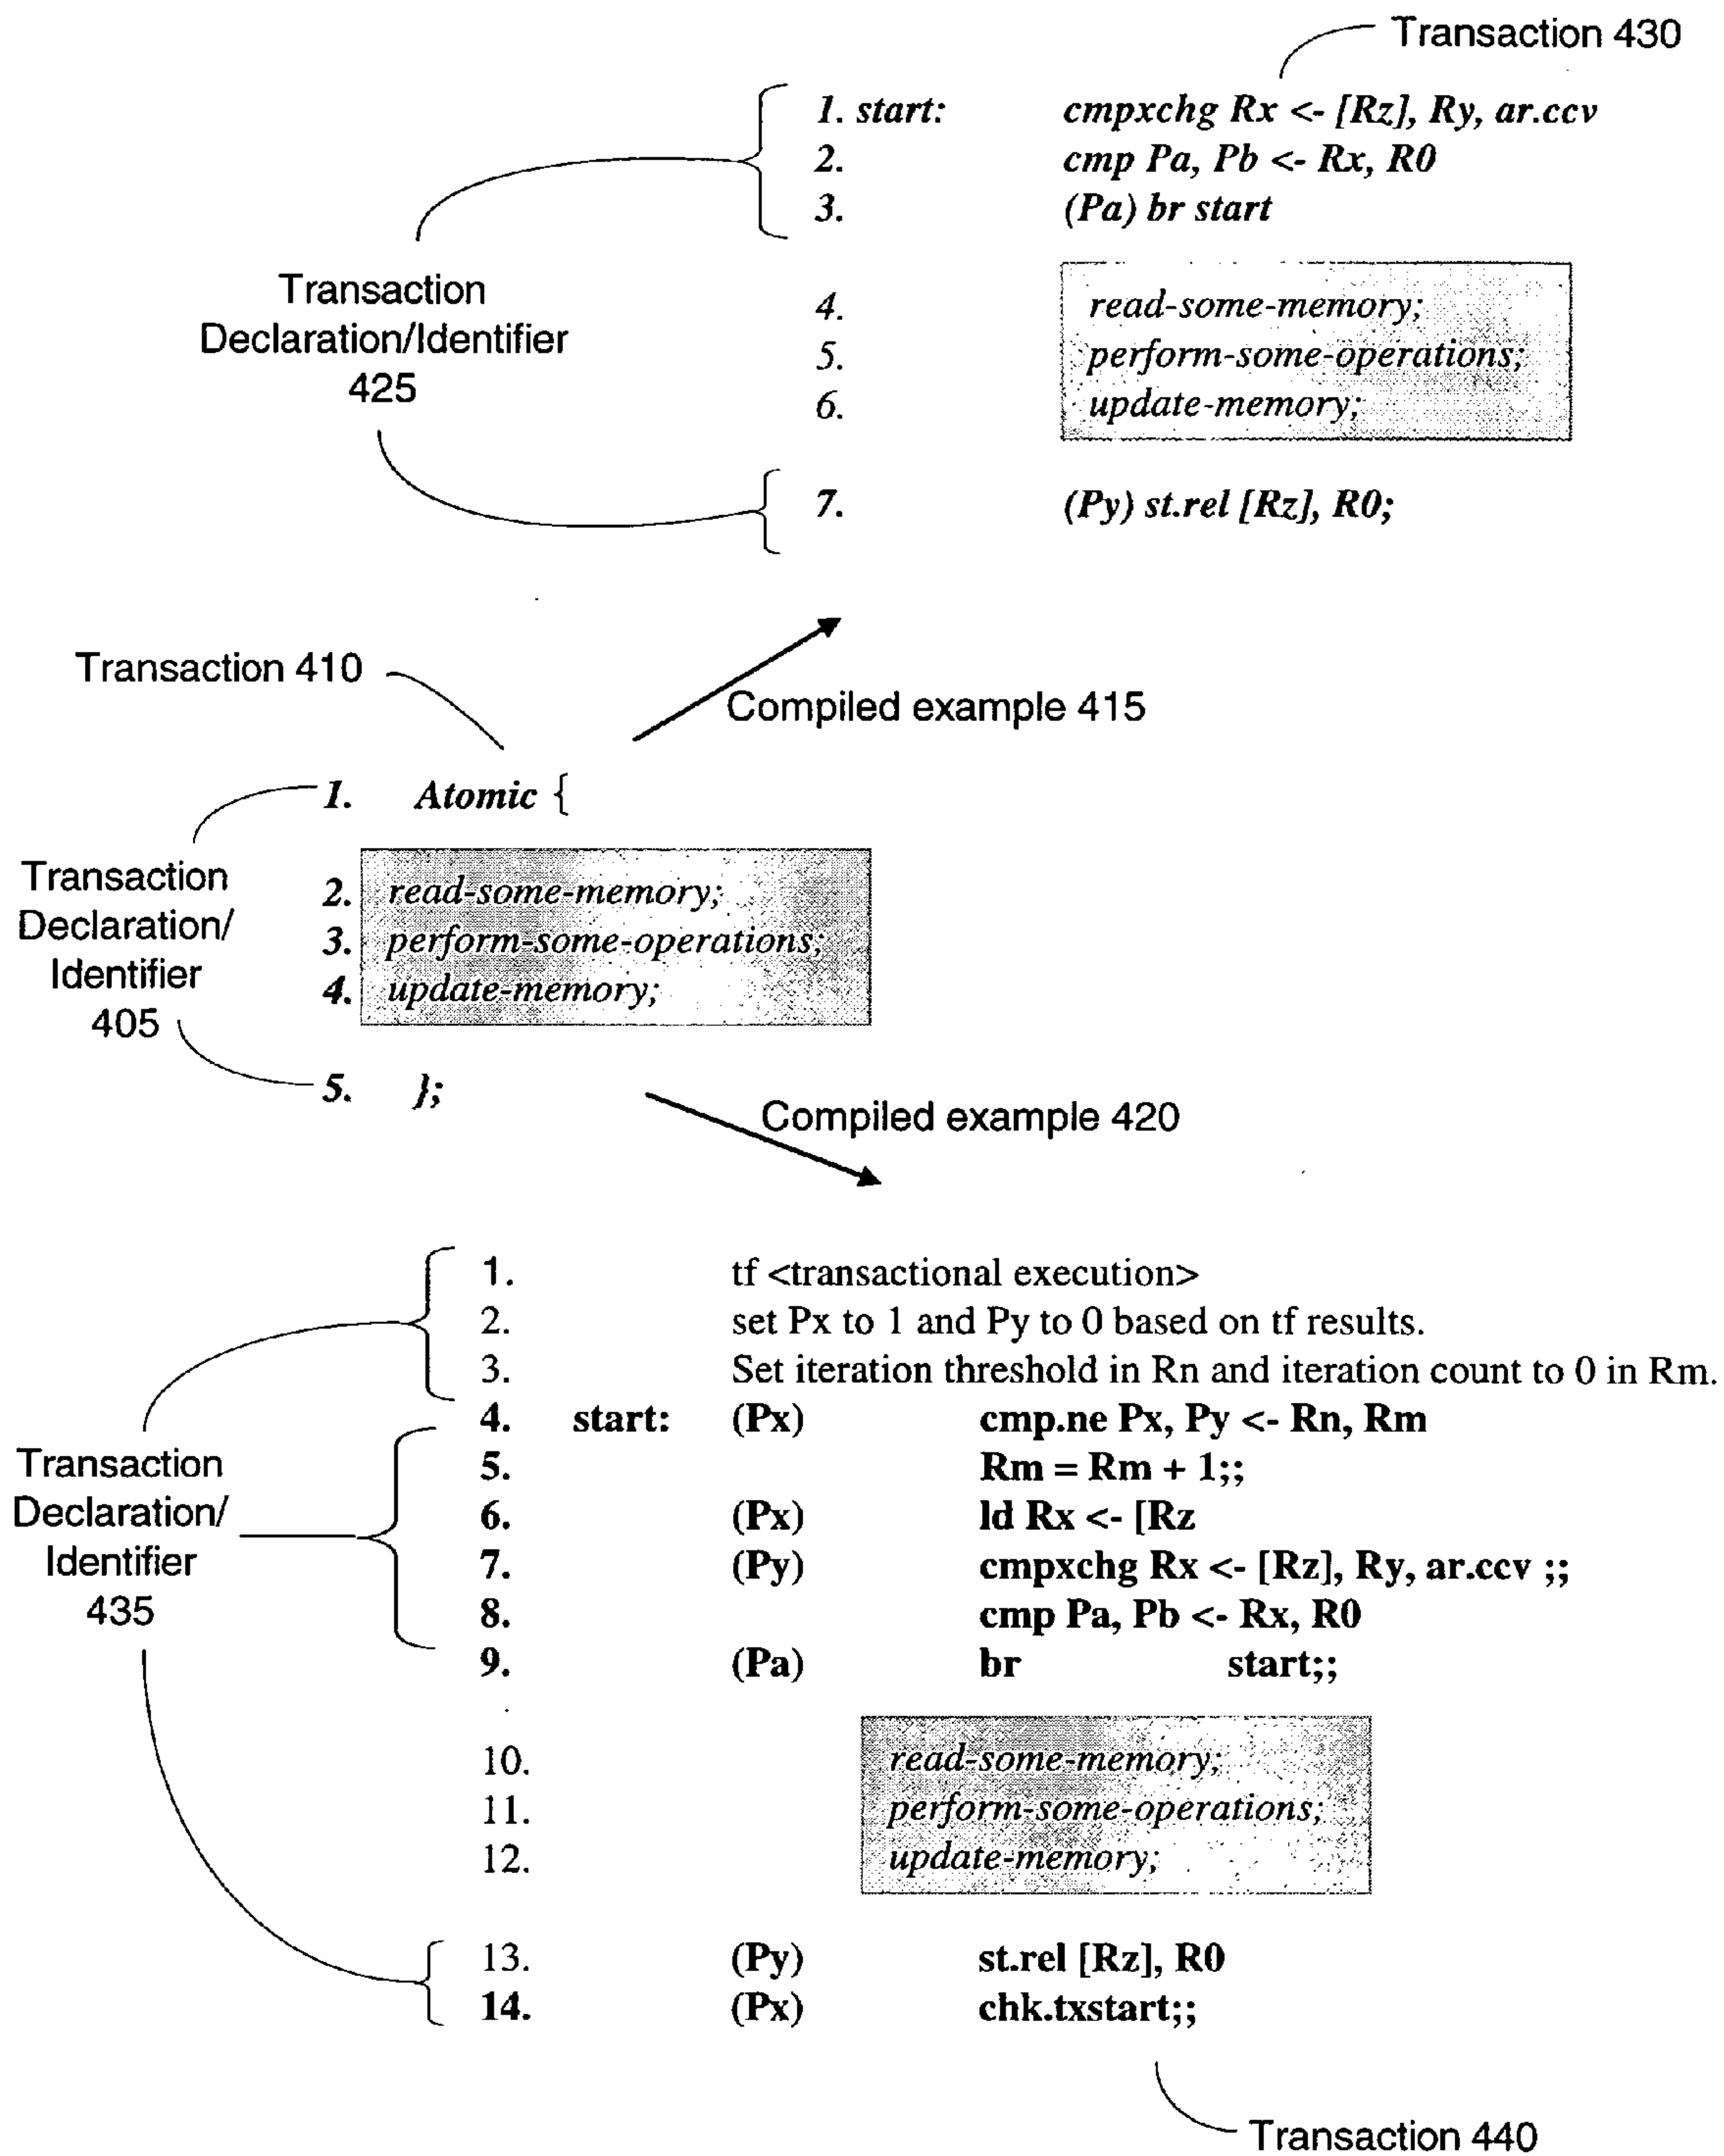 Transaction 430
1. start: cmpxchg Rx <- [Rz], Ry, ar.ccv
2. cmp Pa, Pb <- Rx, R0
3. (Pa) br start
Transaction
Declaration/Identifier
425
4. read-some-memory;
5. perform-some-operations;
6. update-memory;
7. (Py) st.rel [Rz], R0;
Transaction 410
Compiled example 415
1. Atomic {
Transaction
Declaration/
Identifier
405
2. read-some-memory;
3. perform-some-operations;
4. update-memory;
5. };
Compiled example 420
1. tf <transactional execution>
2. set Px to 1 and Py to 0 based on tf results.
3. Set iteration threshold in Rn and iteration count to 0 in Rm.
4. start: (Px) cmp.ne Px, Py <- Rn, Rm
5. Rm = Rm + 1;;
6. (Px) ld Rx <- [Rz
7. (Py) cmpxchg Rx <- [Rz], Ry, ar.ccv ;;
8. cmp Pa, Pb <- Rx, R0
9. (Pa) br start;;
Transaction
Declaration/
Identifier
435
10. read-some-memory;
11. perform-some-operations;
12. update-memory;
13. (Py) st.rel [Rz], R0
14. (Px) chk.txstart;;
Transaction 440